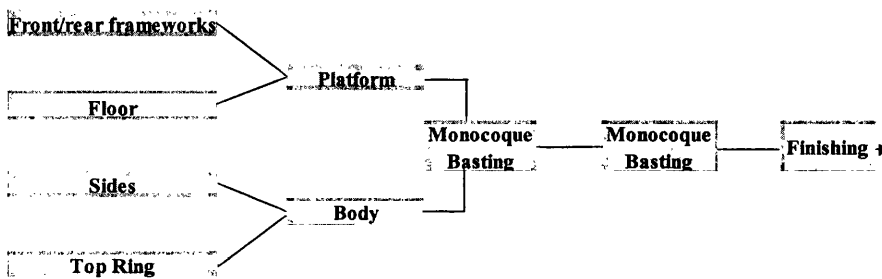 Front/rear frameworks
Platform
Floor
Monocoque
Basting
Monocoque
Basting
Finishing +
Sides
Body
Top Ring